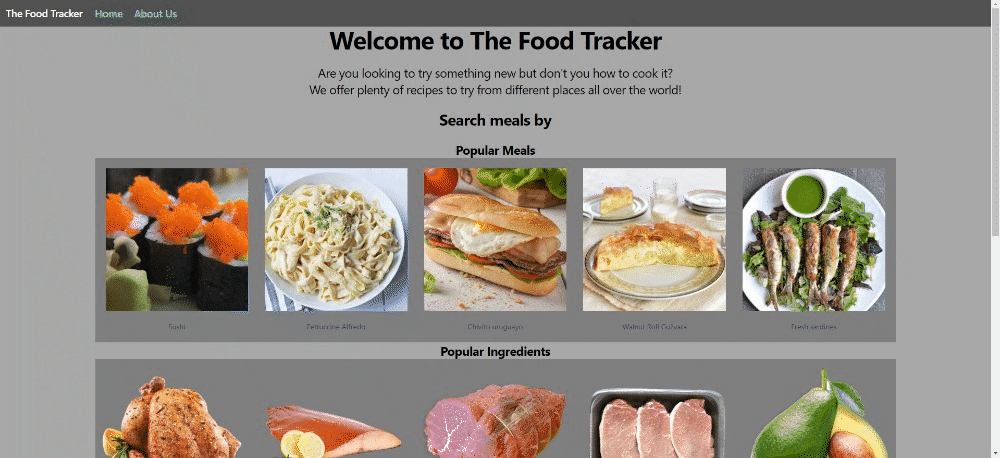 The Food Tracker Home About Us
Welcome to The Food Tracker
Are you looking to try something new but don't you how to cook it?
We offer plenty of recipes to try from different places all over the world!
Search meals by
Popular Meals
Sushi Fettuccine Alfredo Chivito uruguayo Walnut Roll Gužvara Fresh sardines
Popular Ingredients